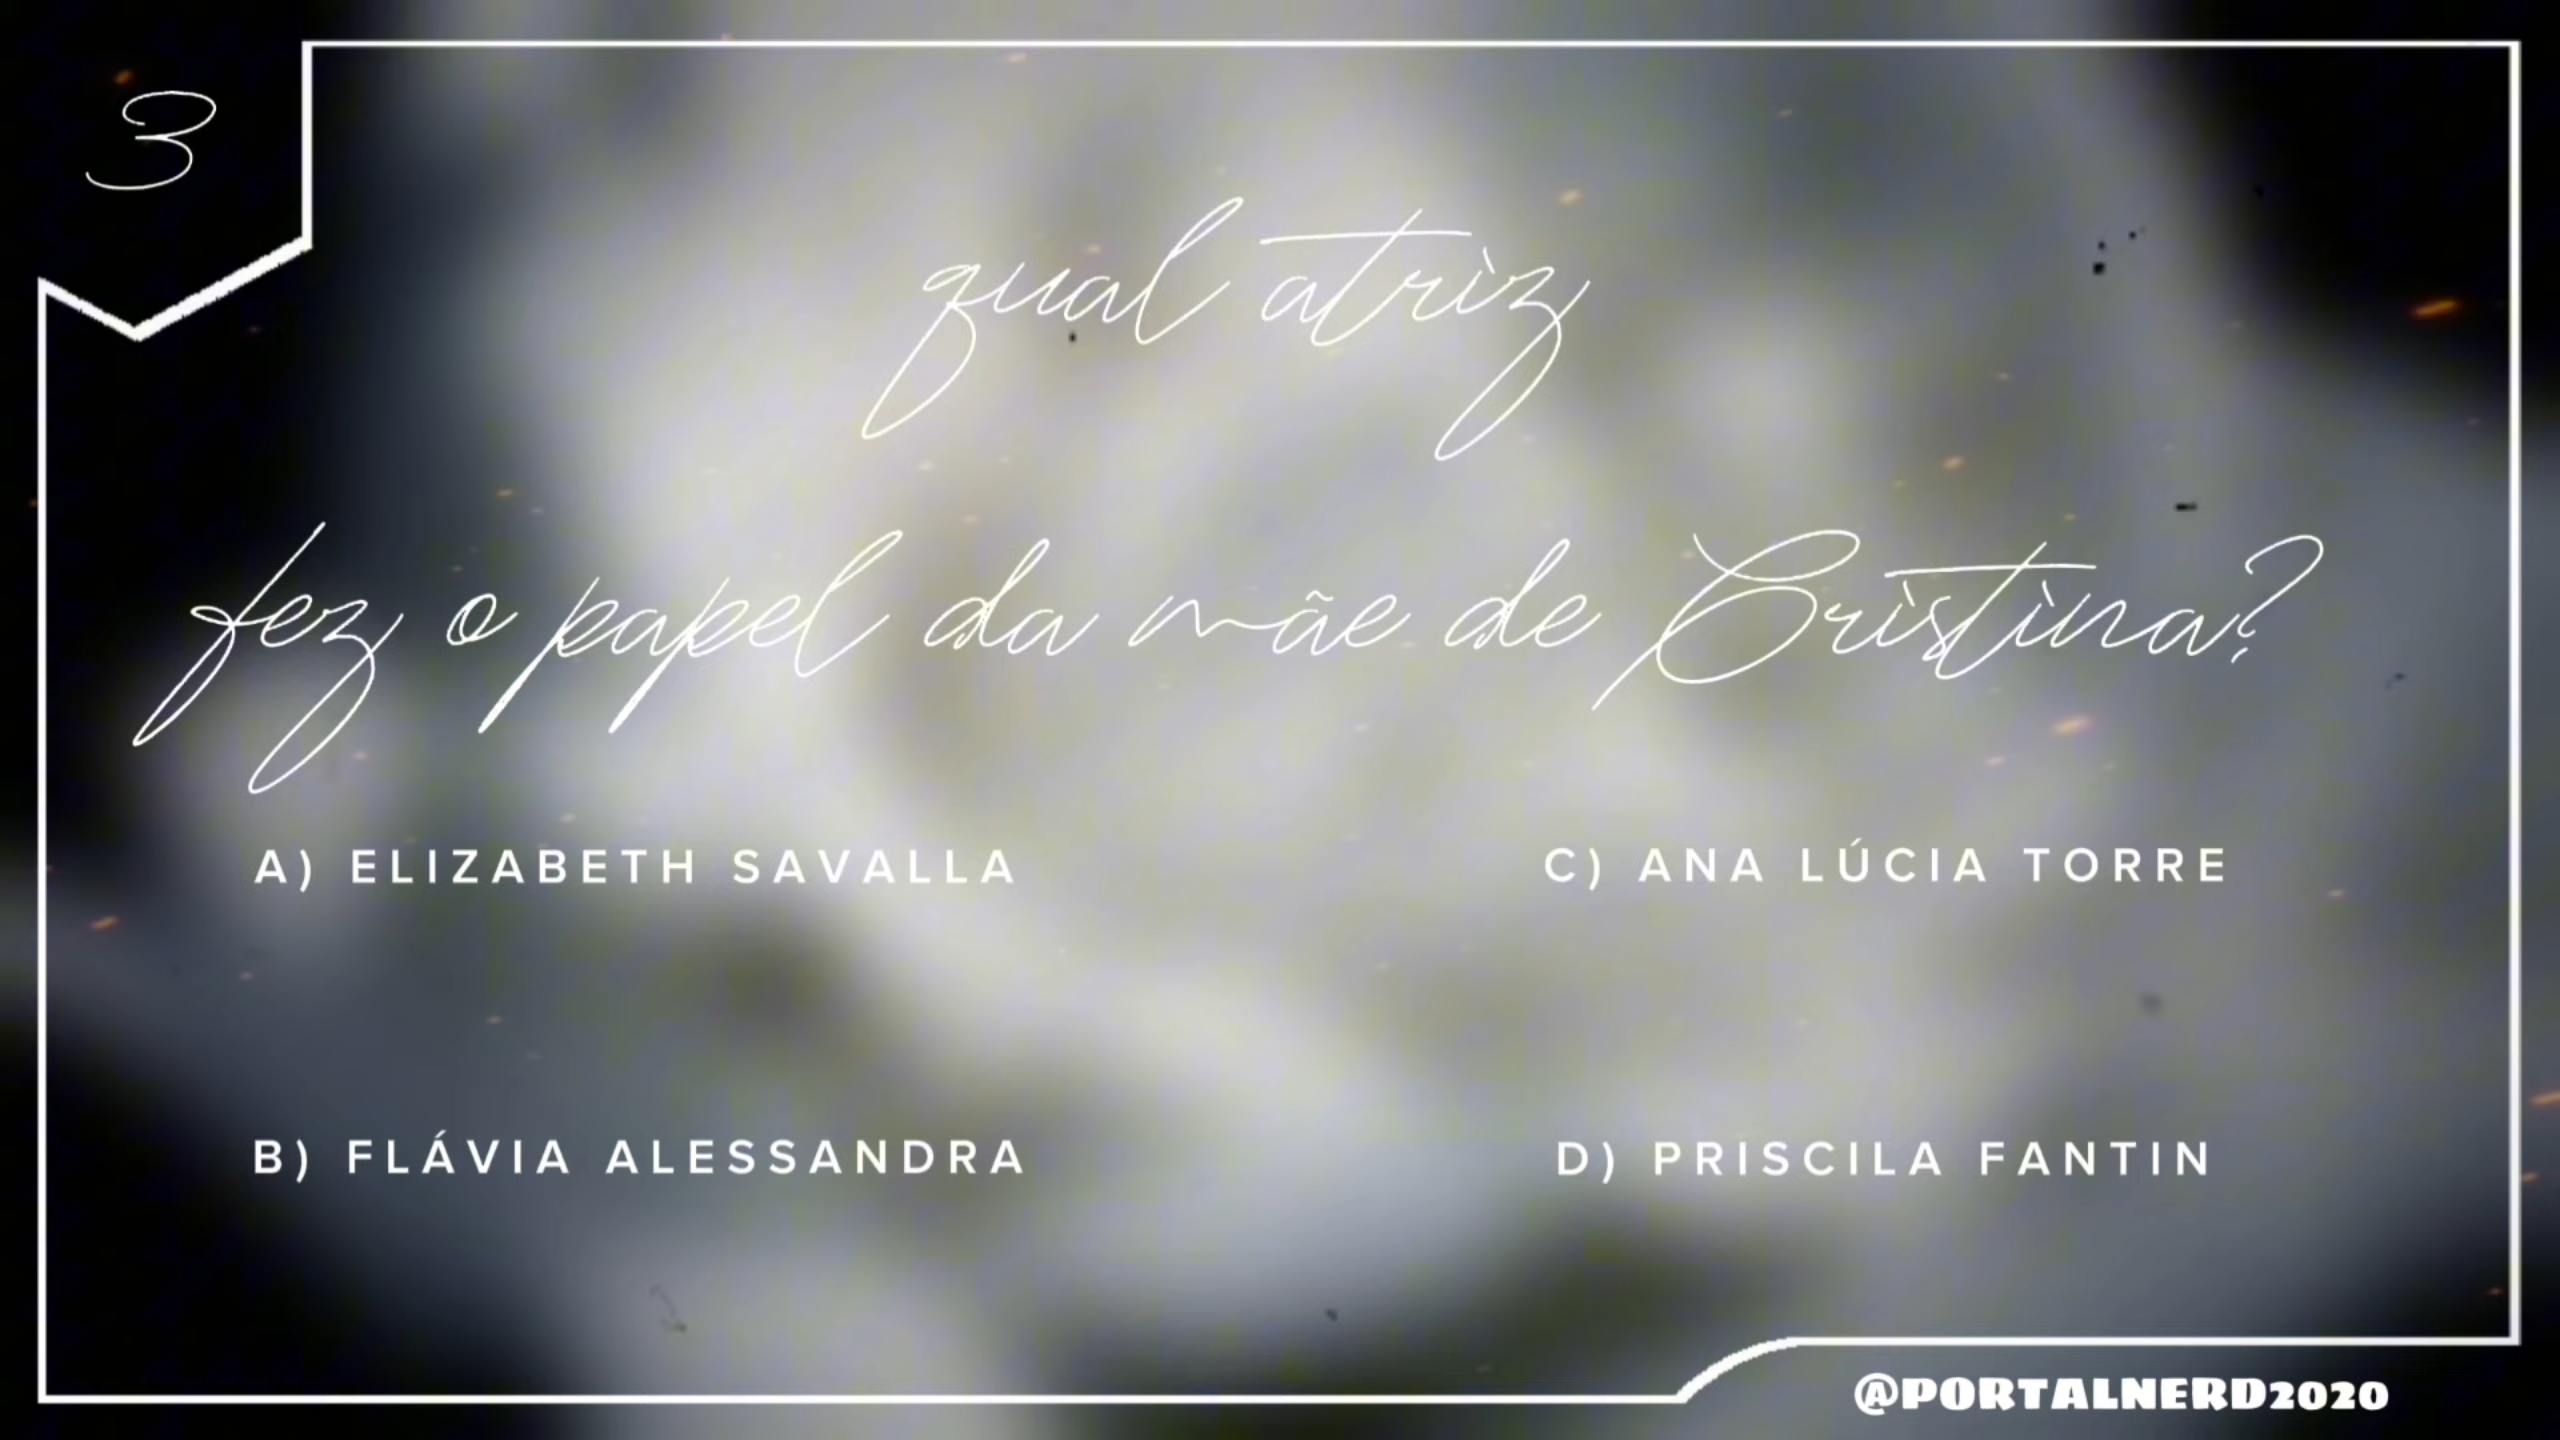 3
qual atriz
fez o papel da mãe de Cristina?
A) ELIZABETH SAVALLA
C) ANA LÚCIA TORRE
B) FLÁVIA ALESSANDRA
D) PRISCILA FANTIN
@PORTALNERD2020